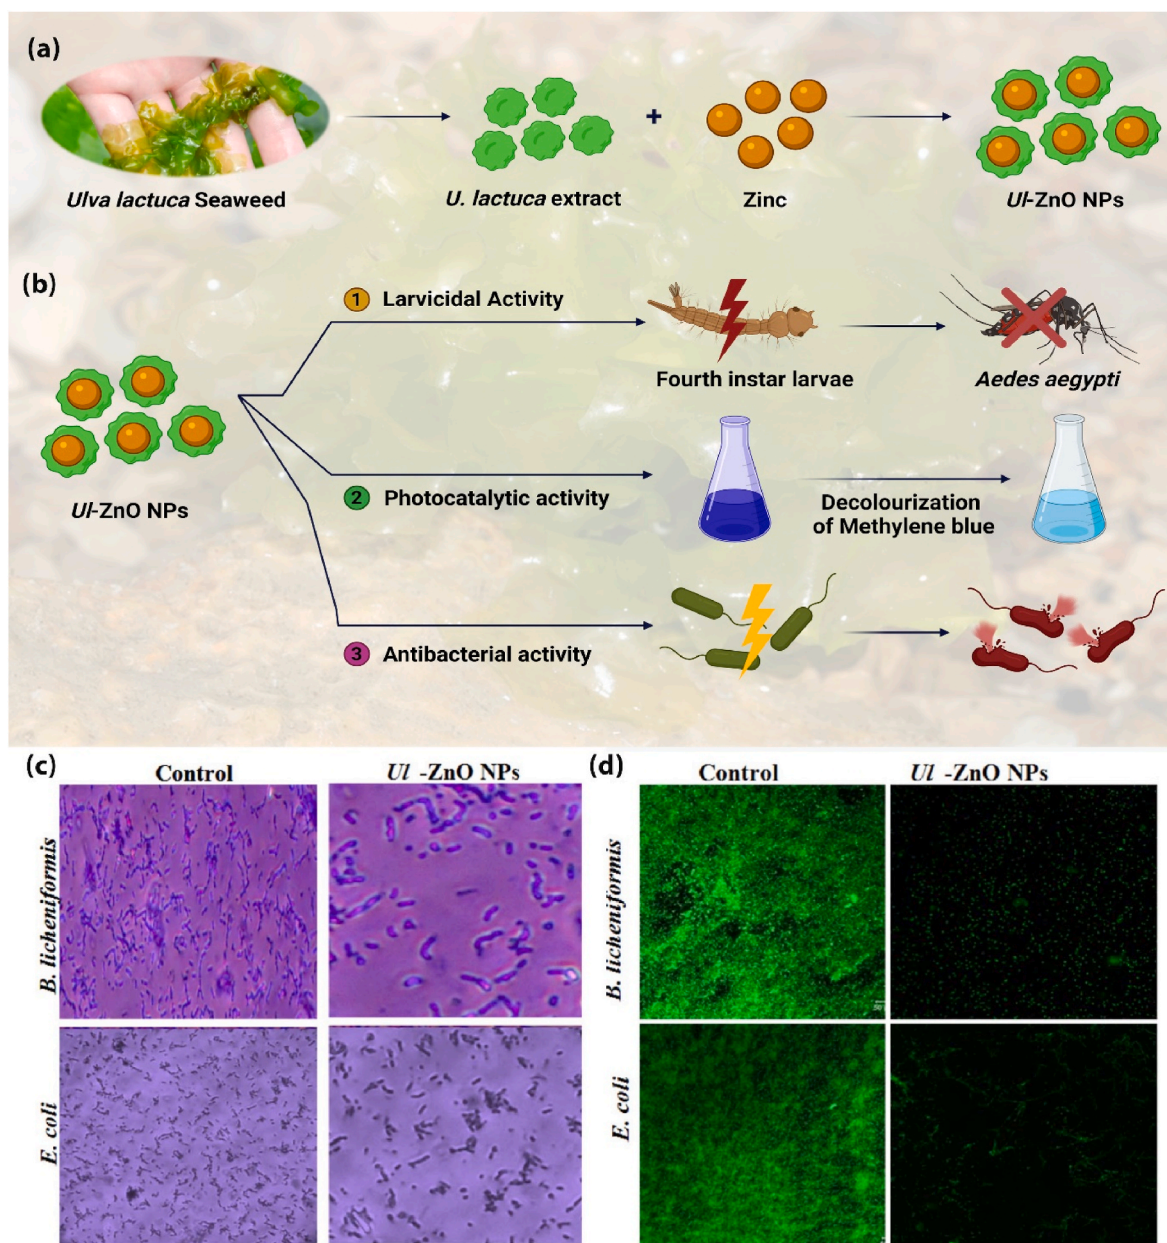 (a)
Ulva lactuca Seaweed
U. lactuca extract
+
Zinc
Ul-ZnO NPs
(b)
1 Larvicidal Activity
Fourth instar larvae
Aedes aegypti
Ul-ZnO NPs
2 Photocatalytic activity
Decolourization
of Methylene blue
3 Antibacterial activity
(c)
Control
Ul -ZnO NPs
B. licheniformis
E. coli
(d)
Control
Ul -ZnO NPs
B. licheniformis
E. coli